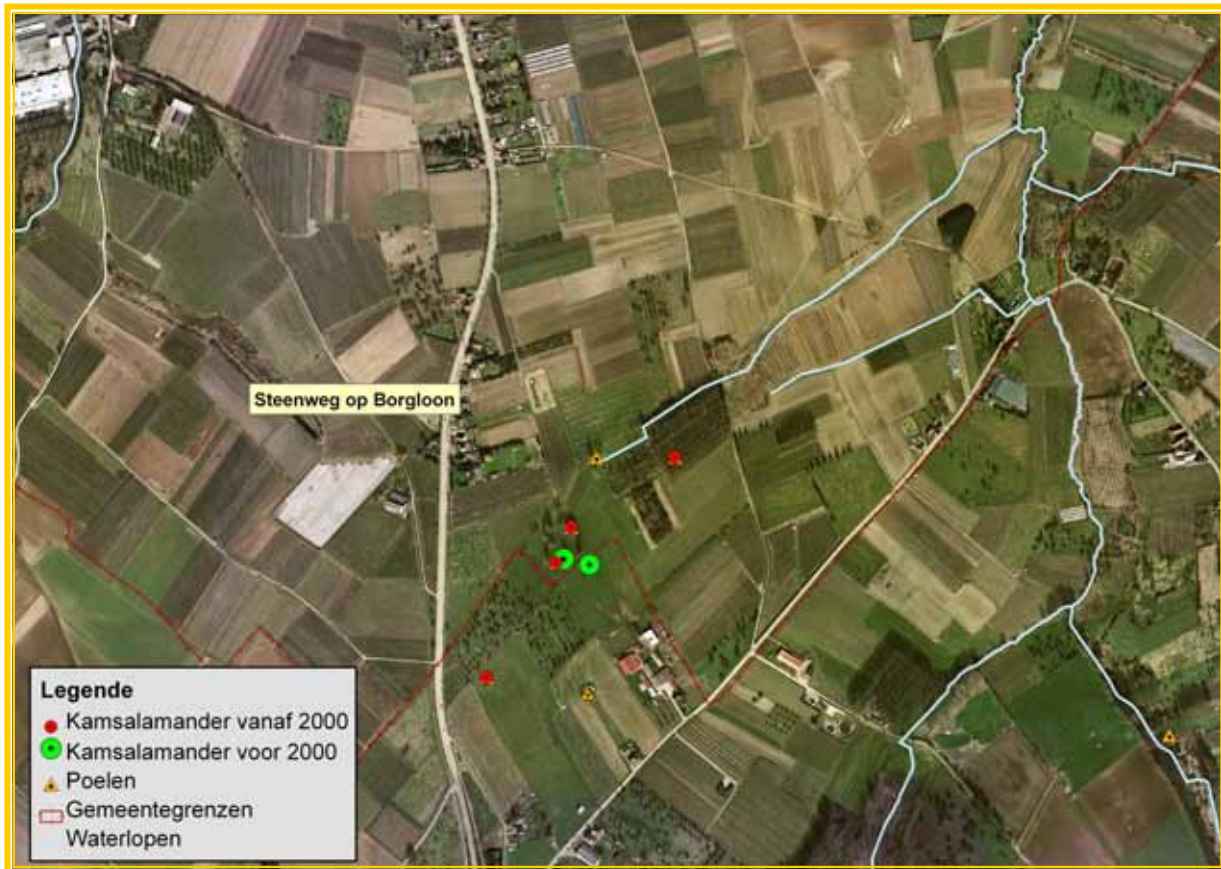 Steenweg op Borgloon
Legende
Kamsalamander vanaf 2000
Kamsalamander voor 2000
Poelen
Gemeentegrenzen
Waterlopen